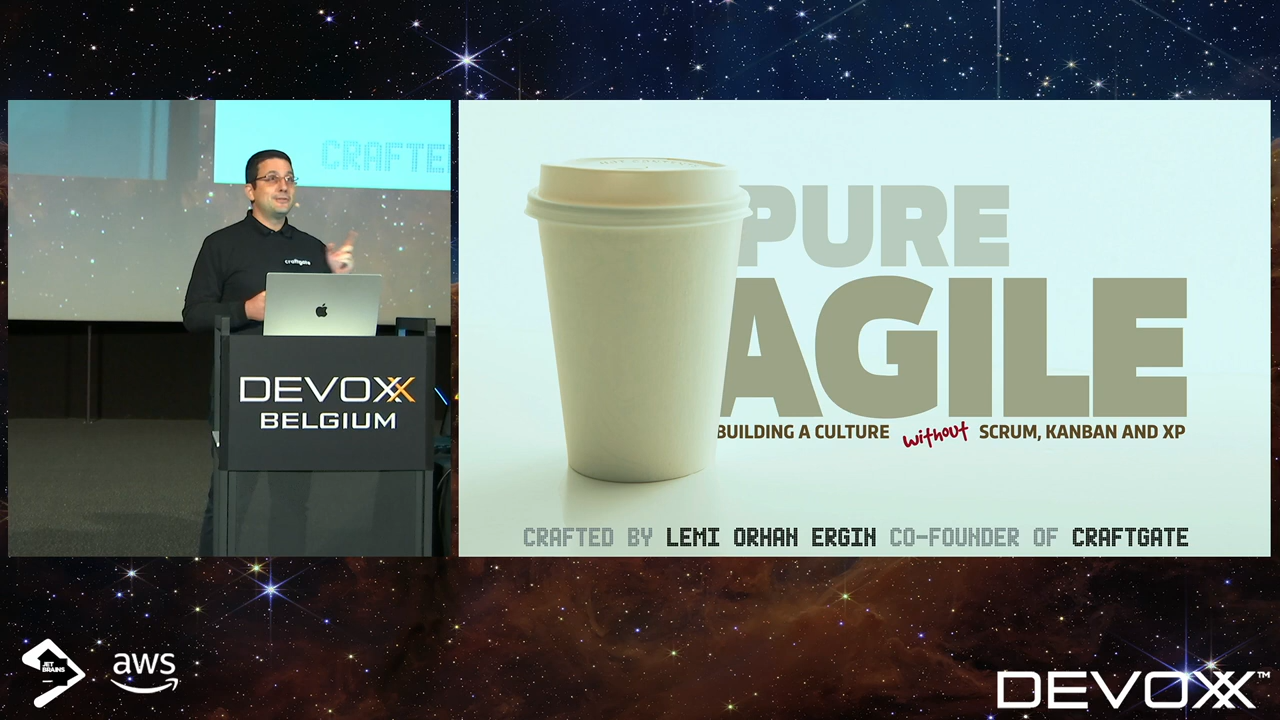 CRAFTE
craftgate
DEVOXX
BELGIUM
PURE
AGILE
BUILDING A CULTURE without SCRUM, KANBAN AND XP
CRAFTED BY LEMI ORHAN ERGIN CO-FOUNDER OF CRAFTGATE
JET
BRAINS
aws
DEVOXX™